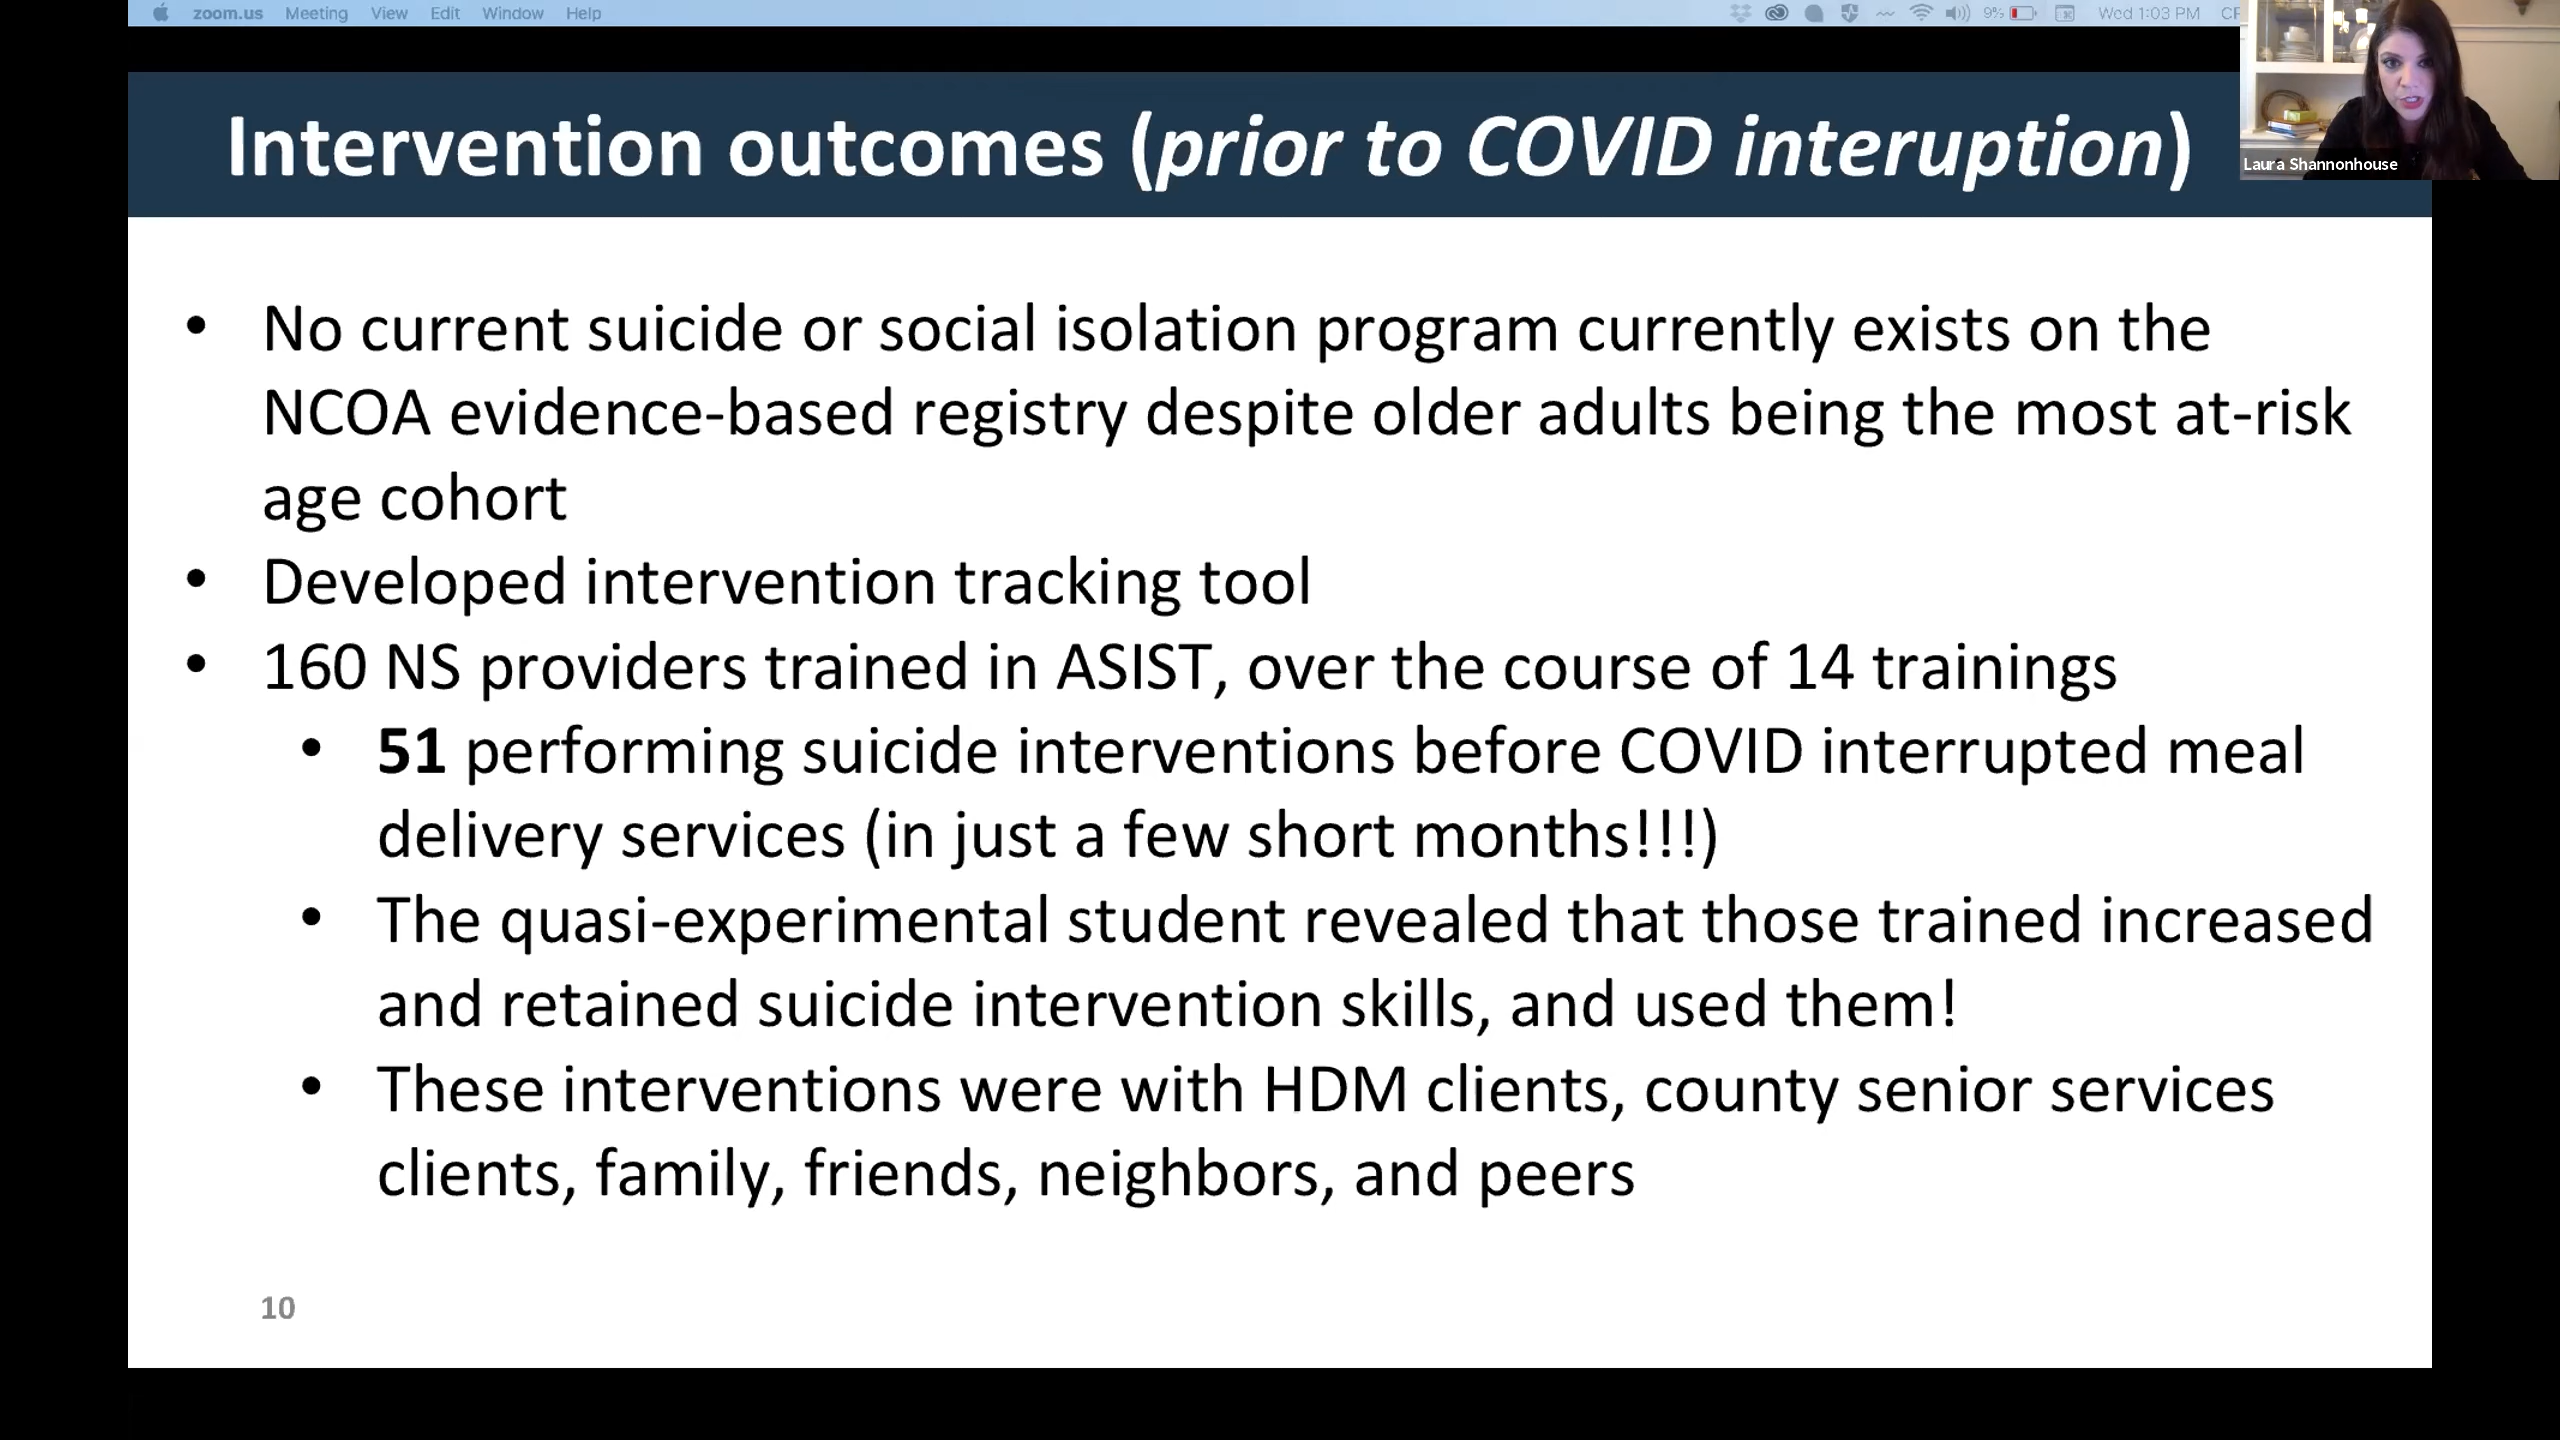 zoom.us Meeting View Edit Window Help 9% Wed 1:03 PM
Intervention outcomes (prior to COVID interuption)
Laura Shannonhouse
• No current suicide or social isolation program currently exists on the
NCOA evidence-based registry despite older adults being the most at-risk
age cohort
• Developed intervention tracking tool
• 160 NS providers trained in ASIST, over the course of 14 trainings
• 51 performing suicide interventions before COVID interrupted meal
delivery services (in just a few short months!!!)
• The quasi-experimental student revealed that those trained increased
and retained suicide intervention skills, and used them!
• These interventions were with HDM clients, county senior services
clients, family, friends, neighbors, and peers
10